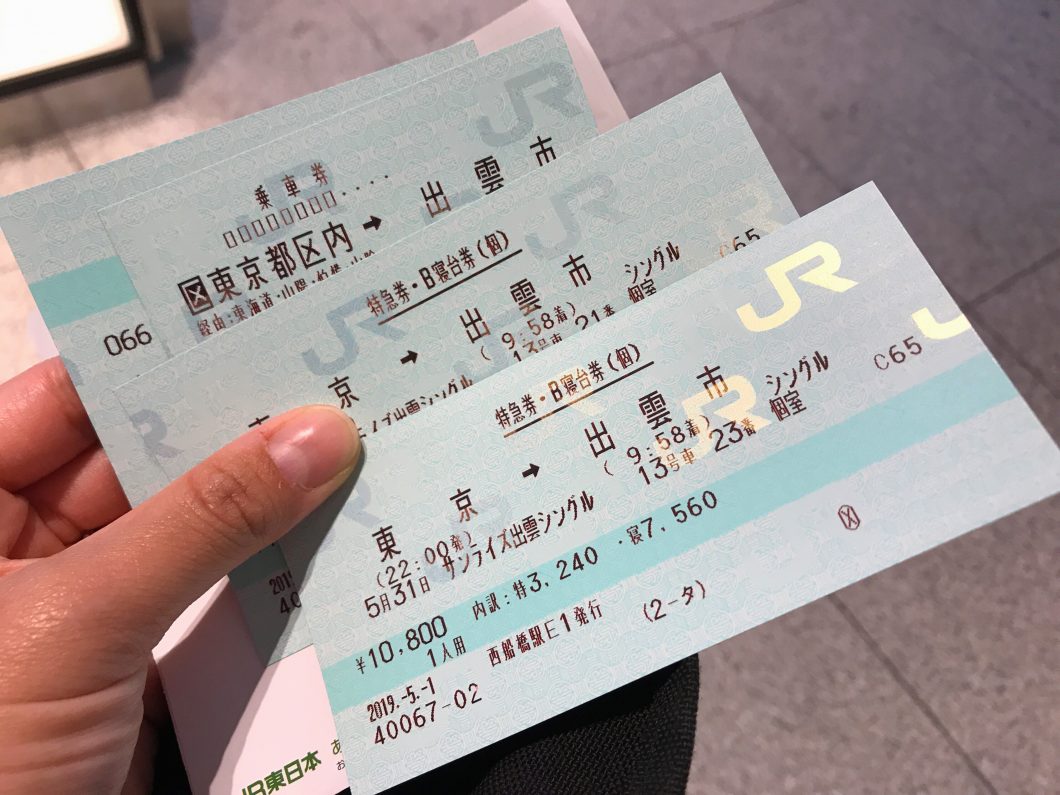 乗車券
区東京都区内 ➡ 出雲市
経由:東海道・山陽
066
特急券・B寝台券(個)
京 ➡ 出雲市
(9:58着)
シングル
13号車 21番 個室
C65
2019
40
JR
特急券・B寝台券(個)
東京 ➡ 出雲市
(22:00発) (9:58着)
シングル
C65
5月31日 サンライズ出雲シングル 13号車 23番 個室
¥10,800 内訳:特3,240・寝7,560
1人用
西船橋駅E1発行 (2-タ)
2019.-5.-1
40067-02
JR東日本